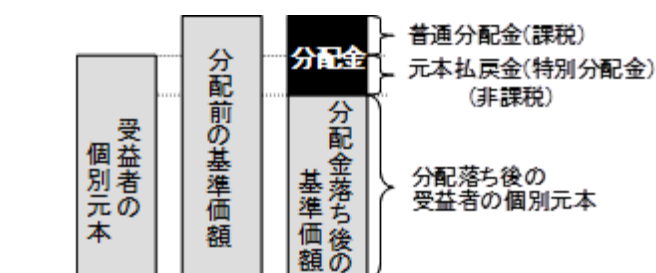 受益者の
個別元本
分配前の基準価額
分配金
分配金落ち後の
基準価額
普通分配金(課税)
元本払戻金(特別分配金)
(非課税)
分配落ち後の
受益者の個別元本